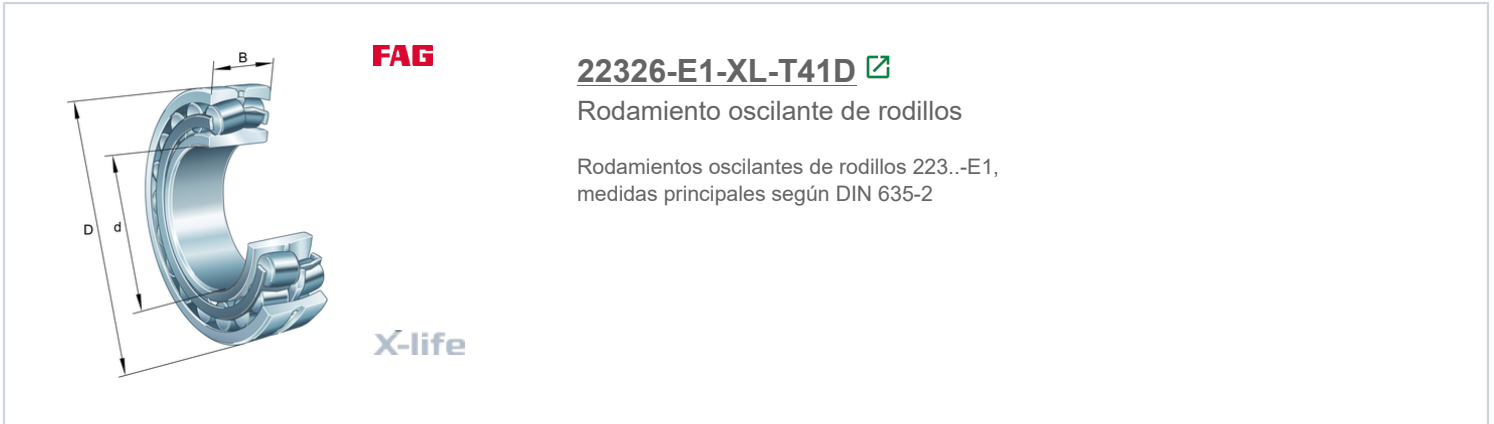 B
FAG
D
d
X-life
22326-E1-XL-T41D
Rodamiento oscilante de rodillos
Rodamientos oscilantes de rodillos 223..-E1,
medidas principales según DIN 635-2